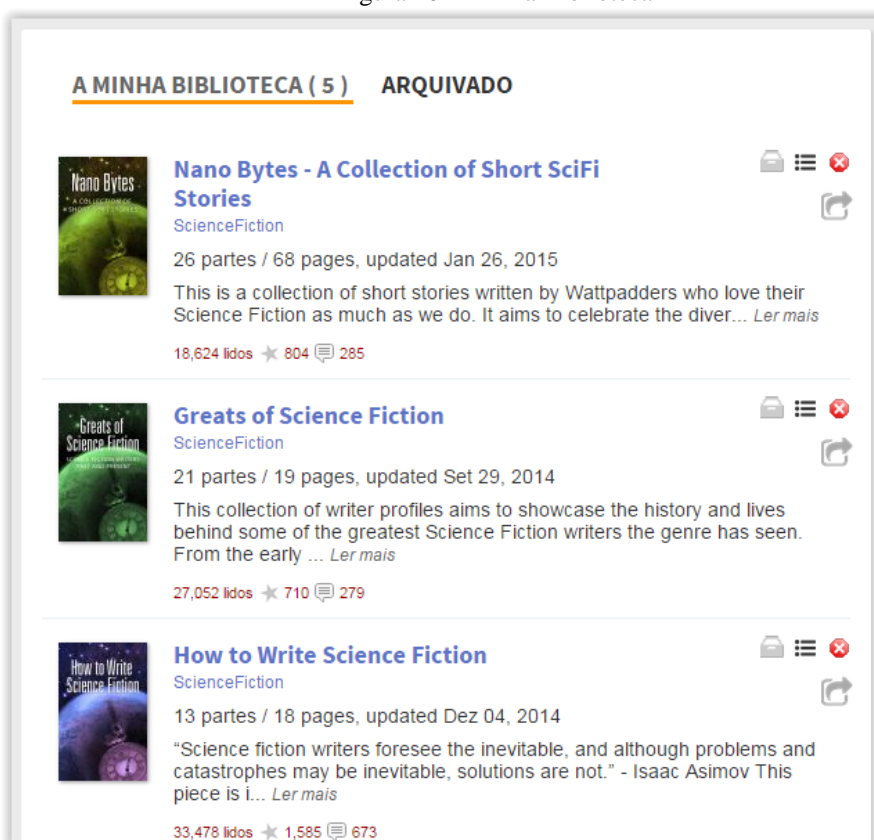 A MINHA BIBLIOTECA ( 5 ) ARQUIVADO
Nano Bytes
A COLLECTION OF
SHORT SCIFI STORIES
Nano Bytes - A Collection of Short SciFi
Stories
ScienceFiction
26 partes / 68 pages, updated Jan 26, 2015
This is a collection of short stories written by Wattpadders who love their
Science Fiction as much as we do. It aims to celebrate the diver... Ler mais
18,624 lidos 804 285
Greats of
Science Fiction
Greats of Science Fiction
ScienceFiction
21 partes / 19 pages, updated Set 29, 2014
This collection of writer profiles aims to showcase the history and lives
behind some of the greatest Science Fiction writers the genre has seen.
From the early ... Ler mais
27,052 lidos 710 279
How to Write
Science Fiction
How to Write Science Fiction
ScienceFiction
13 partes / 18 pages, updated Dez 04, 2014
“Science fiction writers foresee the inevitable, and although problems and
catastrophes may be inevitable, solutions are not.” - Isaac Asimov This
piece is i... Ler mais
33,478 lidos 1,585 673